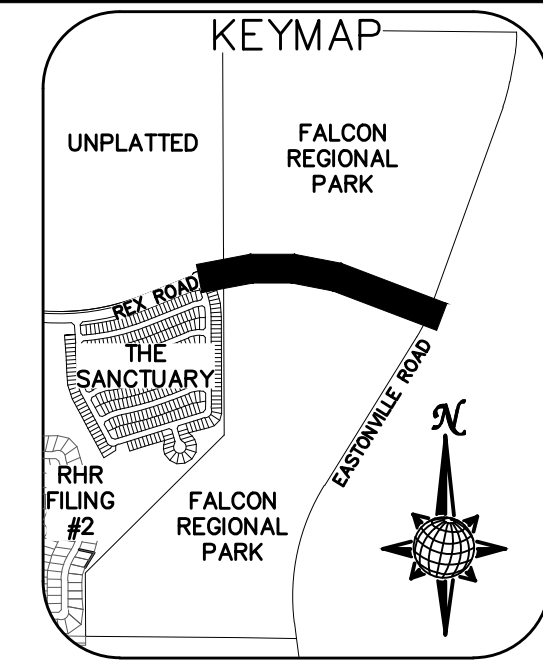 KEYMAP
UNPLATTED
FALCON
REGIONAL
PARK
REX ROAD
THE
SANCTUARY
EASTONVILLE ROAD
RHR
FILING
#2
FALCON
REGIONAL
PARK
N